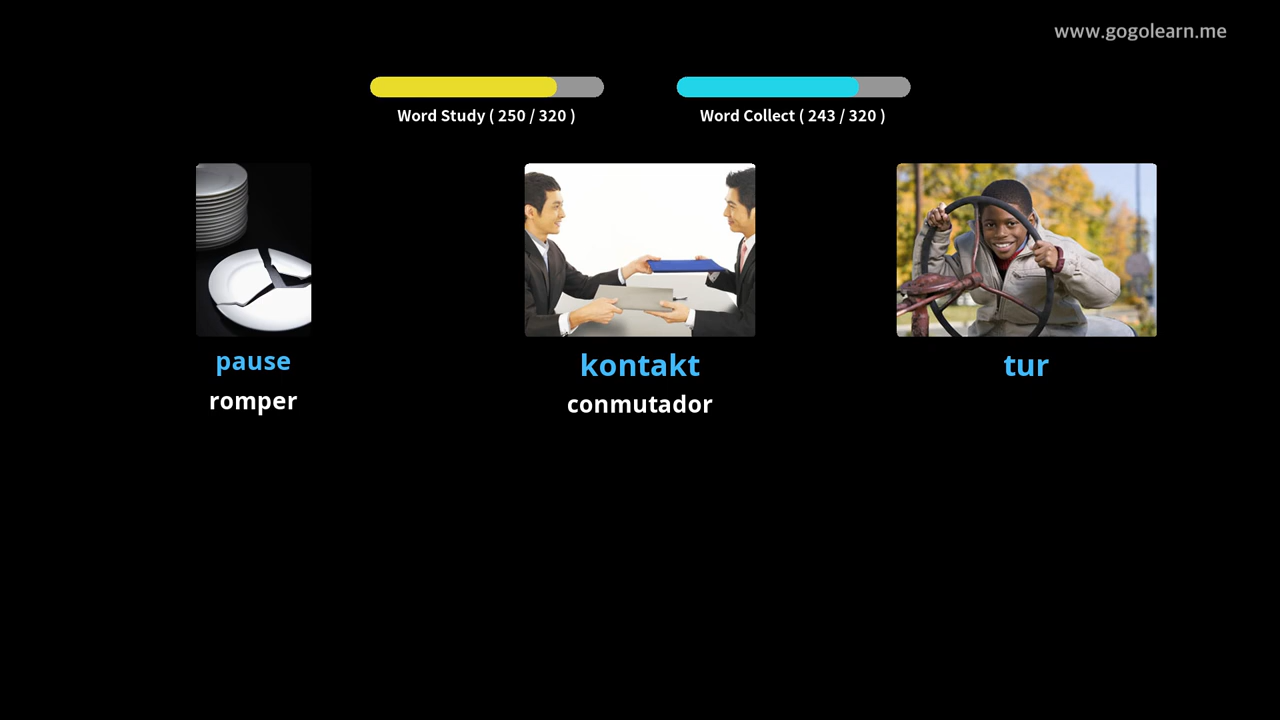 www.gogolearn.me
Word Study ( 250 / 320 )
Word Collect ( 243 / 320 )
pause
romper
kontakt
conmutador
tur